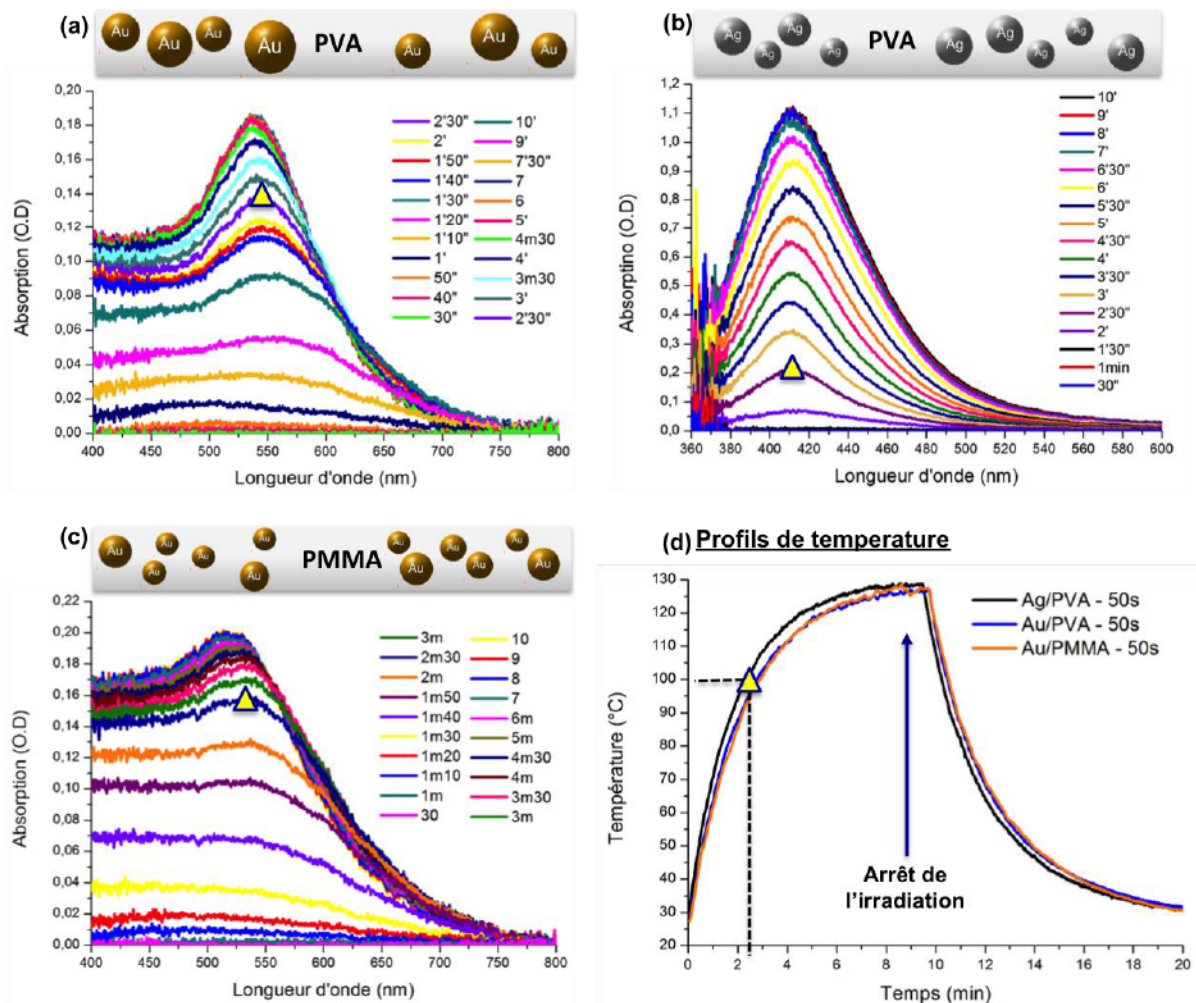 (a)
Au Au Au Au PVA Au Au Au
Absorption (O.D)
0,20
0,18
0,16
0,14
0,12
0,10
0,08
0,06
0,04
0,02
0,00
2'30" 10'
2' 9'
1'50" 7'30"
1'40" 7
1'30" 6
1'20" 5'
1'10" 4m30
1' 4'
50" 3m30
40" 3'
30" 2'30"
400 450 500 550 600 650 700 750 800
Longueur d'onde (nm)
(b)
Ag Ag Ag Ag PVA Ag Ag Ag Ag Ag
Absorptino (O.D)
1,2
1,1
1,0
0,9
0,8
0,7
0,6
0,5
0,4
0,3
0,2
0,1
0,0
10'
9'
8'
7'
6'30"
6'
5'30"
5'
4'30"
4'
3'30"
3'
2'30"
2'
1'30"
1min
30"
360 380 400 420 440 460 480 500 520 540 560 580 600
Longueur d'onde (nm)
(c)
Au Au Au Au Au Au PMMA Au Au Au Au Au Au
Absorption (O.D)
0,22
0,20
0,18
0,16
0,14
0,12
0,10
0,08
0,06
0,04
0,02
0,00
3m 10
2m30 9
2m 8
1m50 7
1m40 6m
1m30 5m
1m20 4m30
1m10 4m
1m 3m30
30 3m
400 450 500 550 600 650 700 750 800
Longueur d'onde (nm)
(d) Profils de temperature
Température (°C)
130
120
110
100
90
80
70
60
50
40
30
20
Ag/PVA - 50s
Au/PVA - 50s
Au/PMMA - 50s
Arrêt de
l'irradiation
0 2 4 6 8 10 12 14 16 18 20
Temps (min)